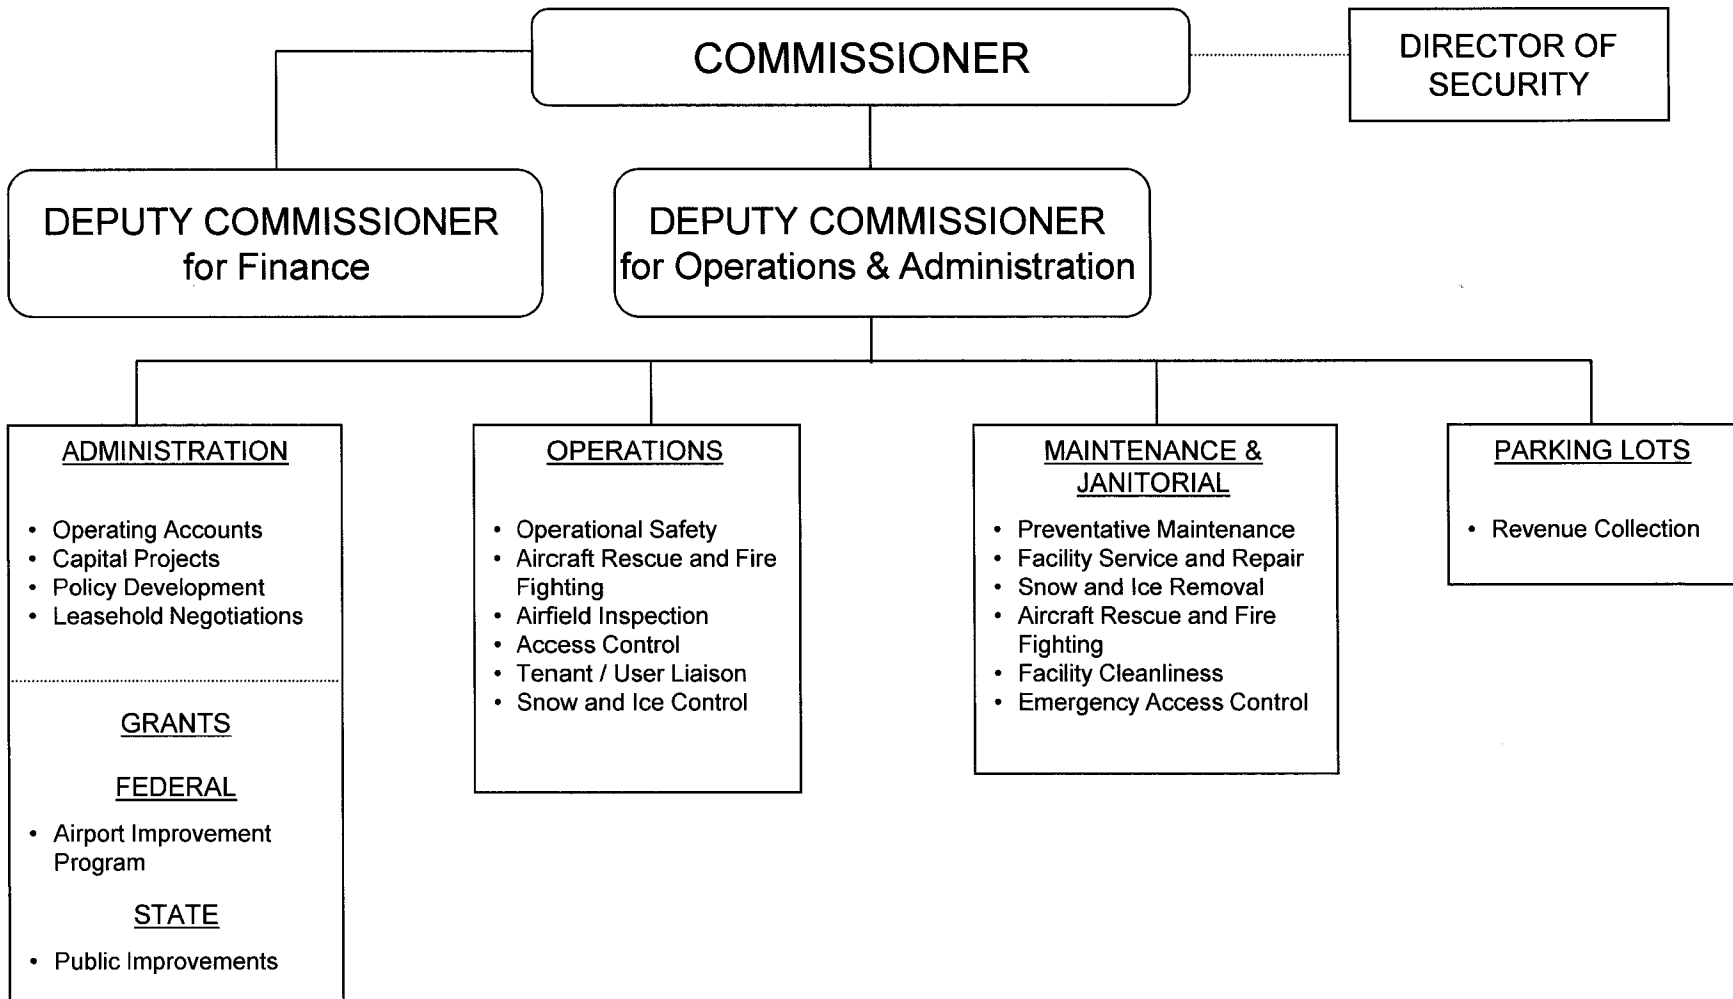 COMMISSIONER
DIRECTOR OF
SECURITY
DEPUTY COMMISSIONER
for Finance
DEPUTY COMMISSIONER
for Operations & Administration
ADMINISTRATION
• Operating Accounts
• Capital Projects
• Policy Development
• Leasehold Negotiations
GRANTS
FEDERAL
• Airport Improvement
Program
STATE
• Public Improvements
OPERATIONS
• Operational Safety
• Aircraft Rescue and Fire
Fighting
• Airfield Inspection
• Access Control
• Tenant / User Liaison
• Snow and Ice Control
MAINTENANCE &
JANITORIAL
• Preventative Maintenance
• Facility Service and Repair
• Snow and Ice Removal
• Aircraft Rescue and Fire
Fighting
• Facility Cleanliness
• Emergency Access Control
PARKING LOTS
• Revenue Collection